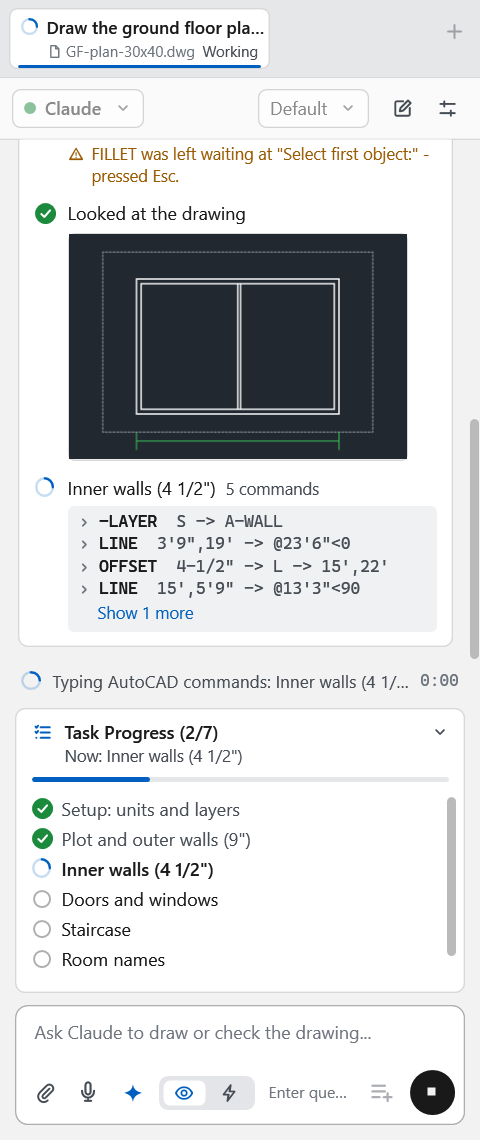 Draw the ground floor pla...
GF-plan-30x40.dwg Working
Claude
Default
FILLET was left waiting at "Select first object:" -
pressed Esc.
Looked at the drawing
Inner walls (4 1/2") 5 commands
> -LAYER S -> A-WALL
> LINE 3'9",19' -> @23'6"<0
> OFFSET 4-1/2" -> L -> 15',22'
> LINE 15',5'9" -> @13'3"<90
Show 1 more
Typing AutoCAD commands: Inner walls (4 1/... 0:00
Task Progress (2/7)
Now: Inner walls (4 1/2")
Setup: units and layers
Plot and outer walls (9")
Inner walls (4 1/2")
Doors and windows
Staircase
Room names
Ask Claude to draw or check the drawing...
Enter que...